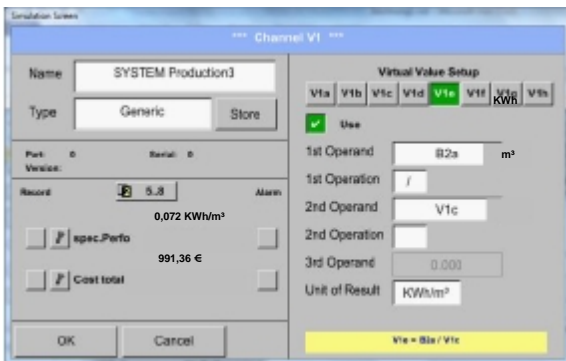 Simulation Screen
*** Channel V1 ***
Name
SYSTEM Production3
Type
Generic
Store
Port: 0
Serial: 0
Version:
Record
5..8
Alarm
0,072 KWh/m³
spec.Perfo
991,36 €
Cost total
OK
Cancel
Virtual Value Setup
V1a V1b V1c V1d V1e V1f V1g V1h
KWh
Use
1st Operand
B2a
m³
1st Operation
/
2nd Operand
V1c
2nd Operation
3rd Operand
0.000
Unit of Result
KWh/m³
V1e = B2a / V1c